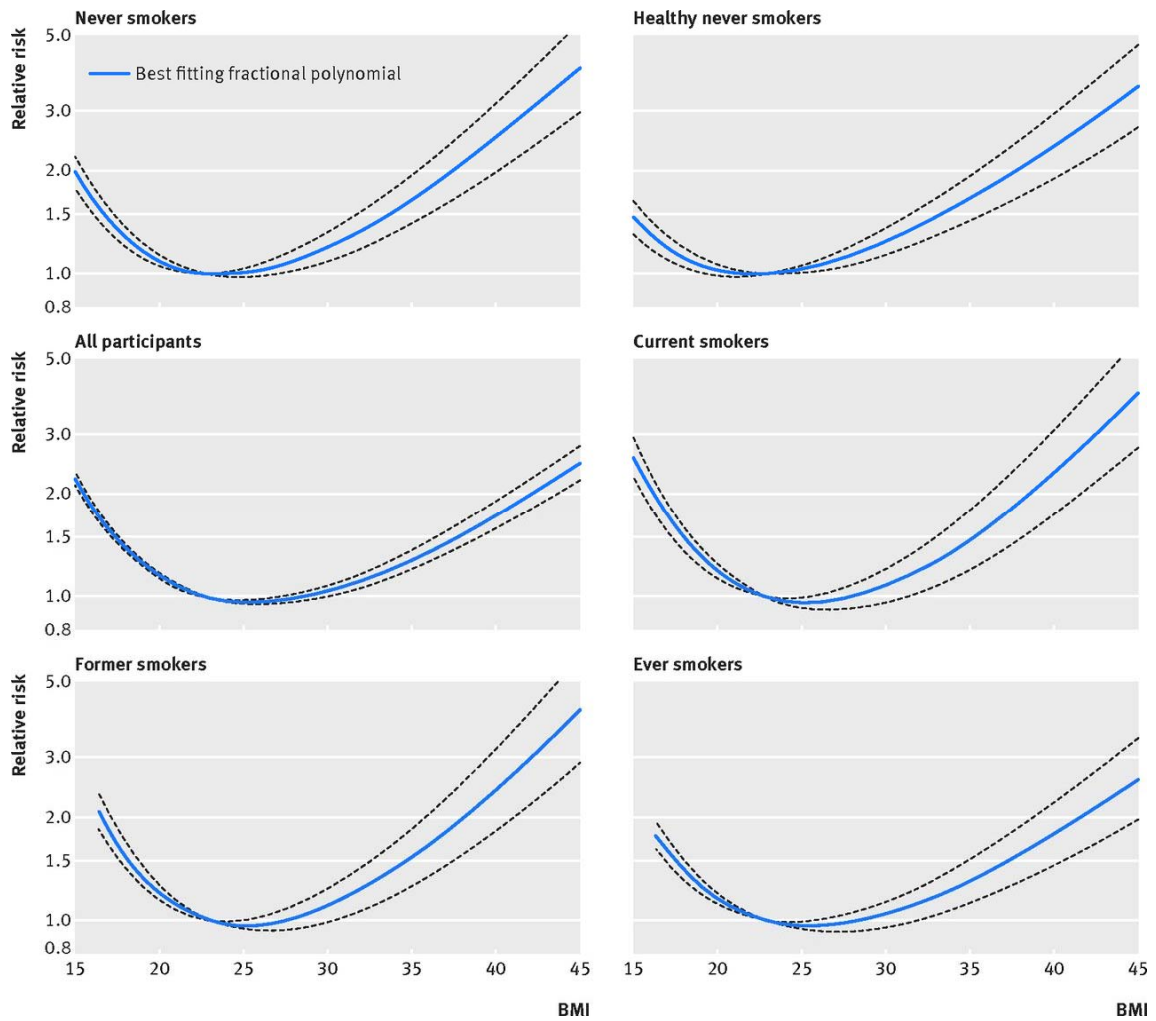 Never smokers
Healthy never smokers
Relative risk
5.0
3.0
2.0
1.5
1.0
0.8
Best fitting fractional polynomial
All participants
Current smokers
Relative risk
5.0
3.0
2.0
1.5
1.0
0.8
Former smokers
Ever smokers
Relative risk
5.0
3.0
2.0
1.5
1.0
0.8
15 20 25 30 35 40 45
15 20 25 30 35 40 45
BMI
BMI